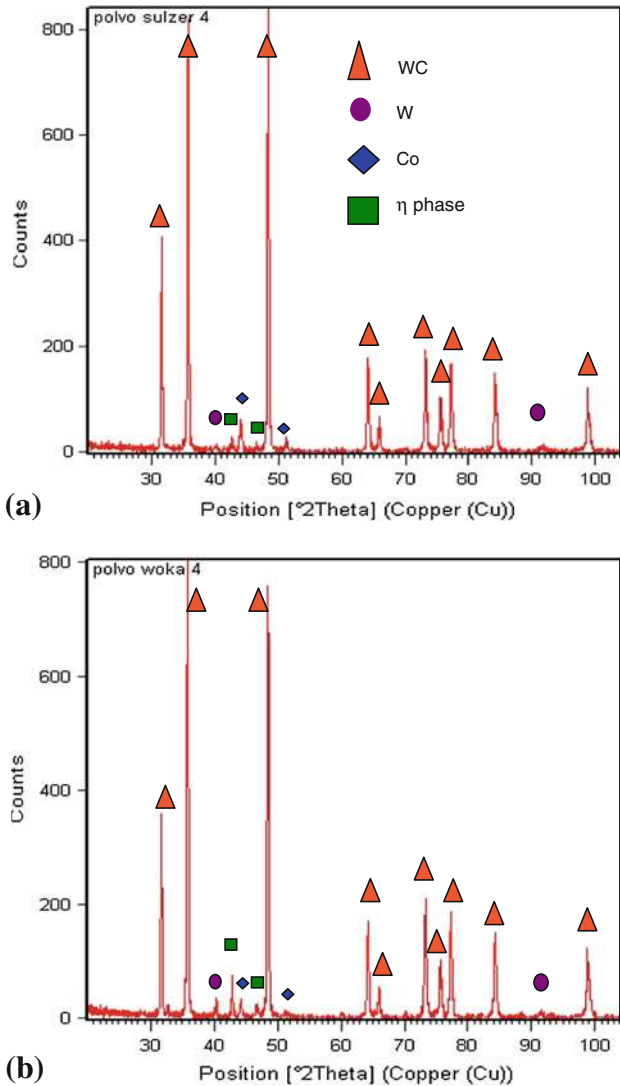 polvo sulzer 4
800
600
400
200
0
Counts
WC
W
Co
η phase
30 40 50 60 70 80 90 100
Position [°2Theta] (Copper (Cu))
(a)
polvo woka 4
800
600
400
200
0
Counts
30 40 50 60 70 80 90 100
Position [°2Theta] (Copper (Cu))
(b)